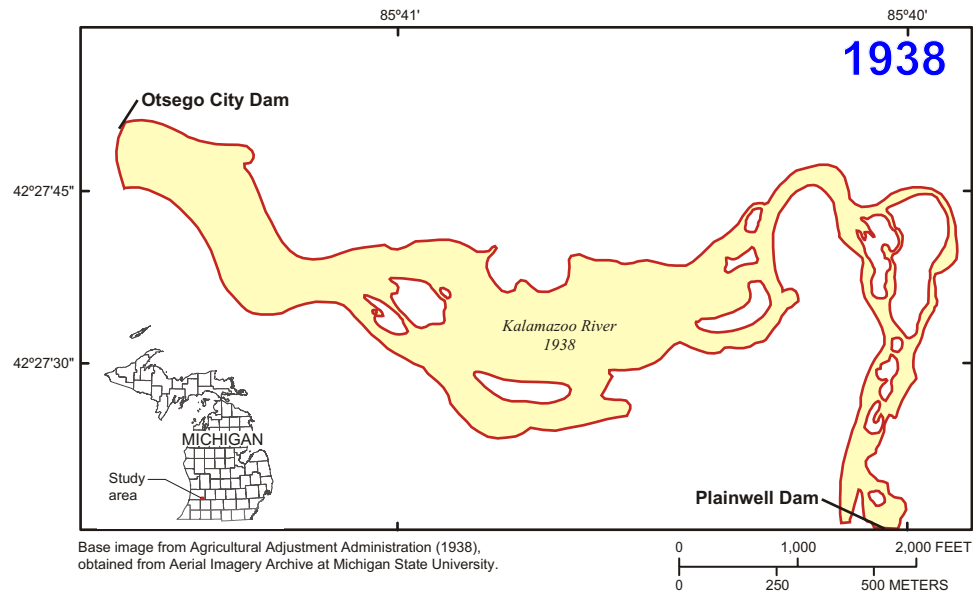 85º41'
85º40'
1938
Otsego City Dam
42º27'45"
Kalamazoo River
1938
42º27'30"
MICHIGAN
Study
area
Plainwell Dam
Base image from Agricultural Adjustment Administration (1938),
obtained from Aerial Imagery Archive at Michigan State University.
0 1,000 2,000 FEET
0 250 500 METERS